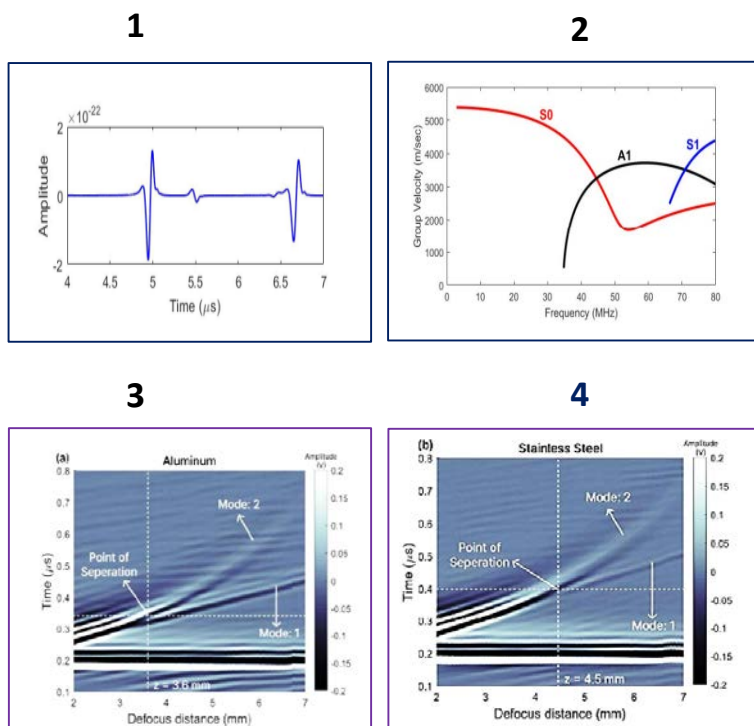 1
2
×10⁻²²
2
0
-2
Amplitude
4 4.5 5 5.5 6 6.5 7
Time (μs)
6000
5000
4000
3000
2000
1000
0
Group Velocity (m/sec)
S0
A1
S1
0 10 20 30 40 50 60 70 80
Frequency (MHz)
3
4
(a)
Aluminum
Amplitude
(V)
0.8
0.7
0.6
0.5
0.4
0.3
0.2
0.1
Time (μs)
Mode: 2
Point of
Seperation
Mode: 1
z = 3.6 mm
2 3 4 5 6 7
Defocus distance (mm)
0.2
0.15
0.1
0.05
0
-0.05
-0.1
-0.15
-0.2
(b)
Stainless Steel
Amplitude
(V)
0.8
0.7
0.6
0.5
0.4
0.3
0.2
0.1
Time (μs)
Mode: 2
Point of
Seperation
Mode: 1
z = 4.5 mm
2 3 4 5 6 7
Defocus distance (mm)
0.2
0.15
0.1
0.05
0
-0.05
-0.1
-0.15
-0.2